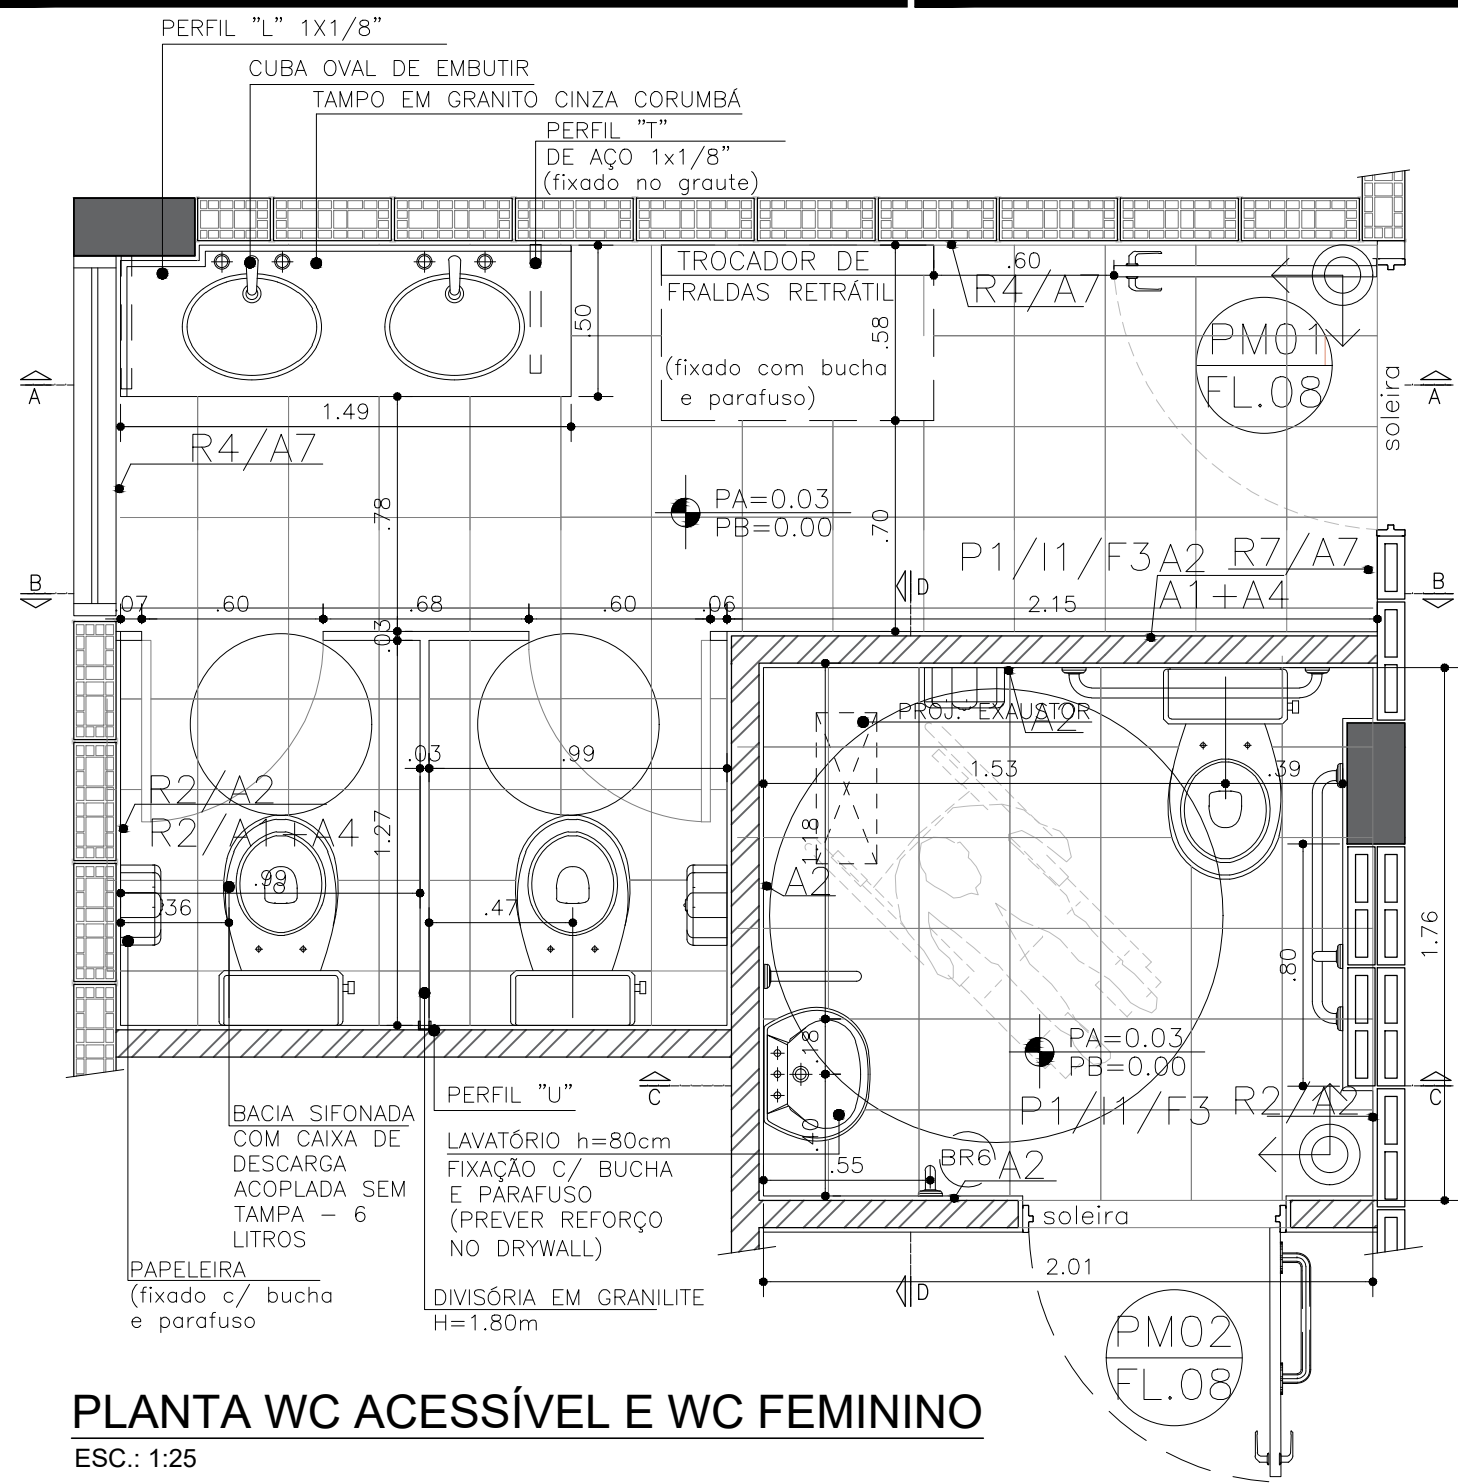 PERFIL "L" 1X1/8"
CUBA OVAL DE EMBUTIR
TAMPO EM GRANITO CINZA CORUMBÁ
PERFIL "T"
DE AÇO 1x1/8"
(fixado no graute)
TROCADOR DE
FRALDAS RETRÁTIL
(fixado com bucha
e parafuso)
.60
R4/A7
.50
.58
PM01
FL.08
soleira
A
A
1.49
R4/A7
.78
PA=0.03
PB=0.00
.70
P1/I1/F3
A2
A1+A4
R7/A7
B
B
D
.07
.60
.68
.60
.06
2.15
.03
PROJ. EXAUSTOR
A2
.03
.99
1.53
.39
R2/A2
R2/A1+A4
1.27
1.18
A2
.99
.36
.47
.80
1.76
PA=0.03
PB=0.00
.18
P1/I1/F3
R2/A2
C
C
.40
.55
BR6
A2
soleira
2.01
D
PERFIL "U"
BACIA SIFONADA
COM CAIXA DE
DESCARGA
ACOPLADA SEM
TAMPA - 6
LITROS
LAVATÓRIO h=80cm
FIXAÇÃO C/ BUCHA
E PARAFUSO
(PREVER REFORÇO
NO DRYWALL)
PAPELEIRA
(fixado c/ bucha
e parafuso
DIVISÓRIA EM GRANILITE
H=1.80m
PM02
FL.08
PLANTA WC ACESSÍVEL E WC FEMININO
ESC.: 1:25